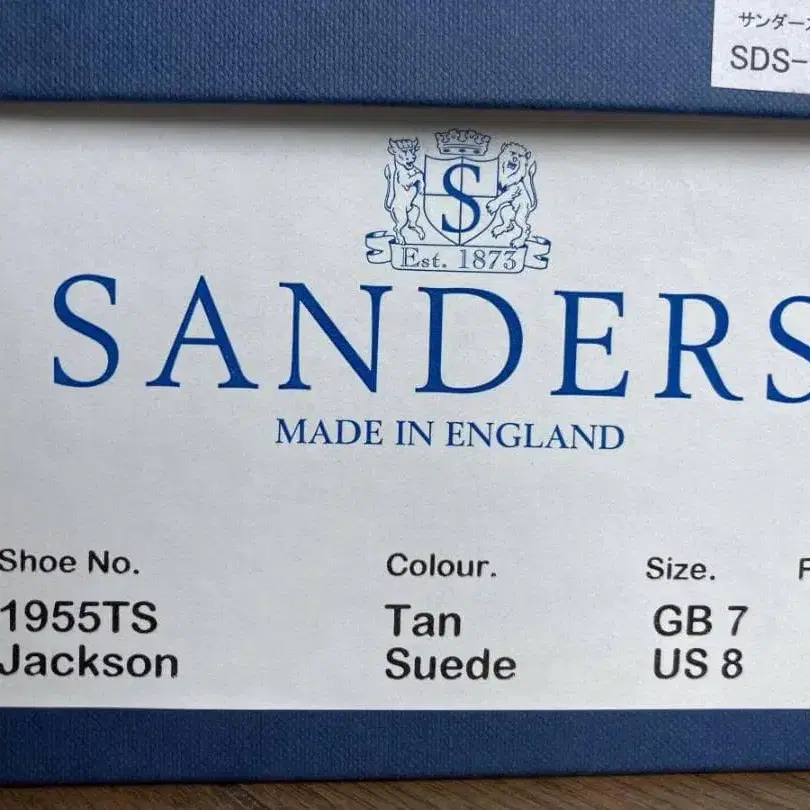 サンダー
SDS-
S
Est. 1873
SANDERS
MADE IN ENGLAND
Shoe No. Colour. Size. F
1955TS Tan GB 7
Jackson Suede US 8